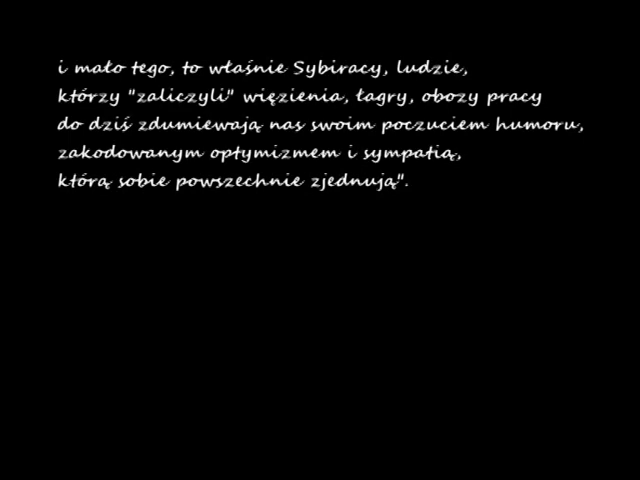 i mało tego, to właśnie Sybiracy, ludzie,
którzy "zaliczyli" więzienia, łagry, obozy pracy
do dziś zdumiewają nas swoim poczuciem humoru,
zakodowanym optymizmem i sympatią,
którą sobie powszechnie zjednują".